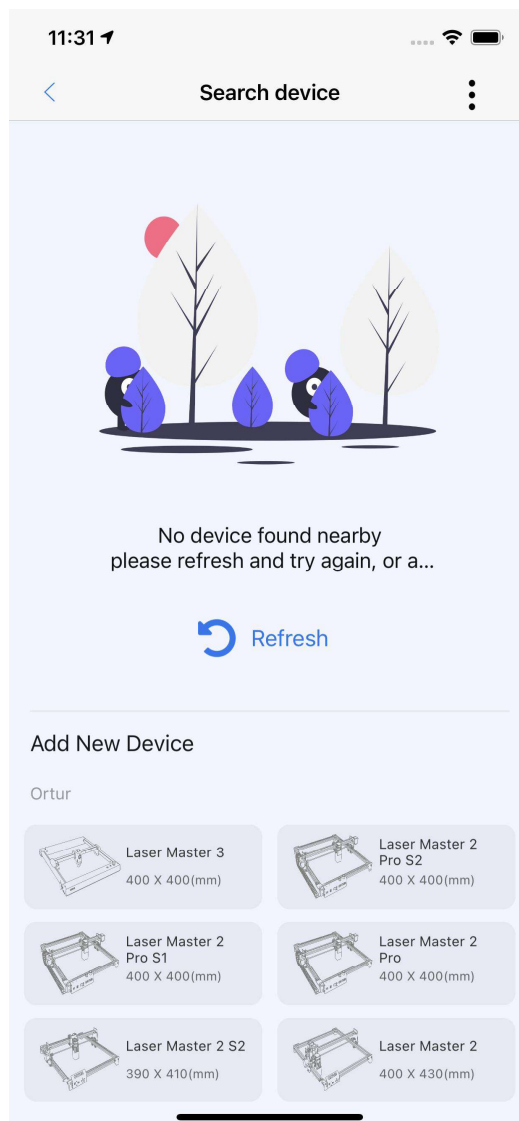 11:31
Search device
No device found nearby
please refresh and try again, or a...
Refresh
Add New Device
Ortur
Laser Master 3
400 X 400(mm)
Laser Master 2
Pro S2
400 X 400(mm)
Laser Master 2
Pro S1
400 X 400(mm)
Laser Master 2
Pro
400 X 400(mm)
Laser Master 2 S2
390 X 410(mm)
Laser Master 2
400 X 430(mm)